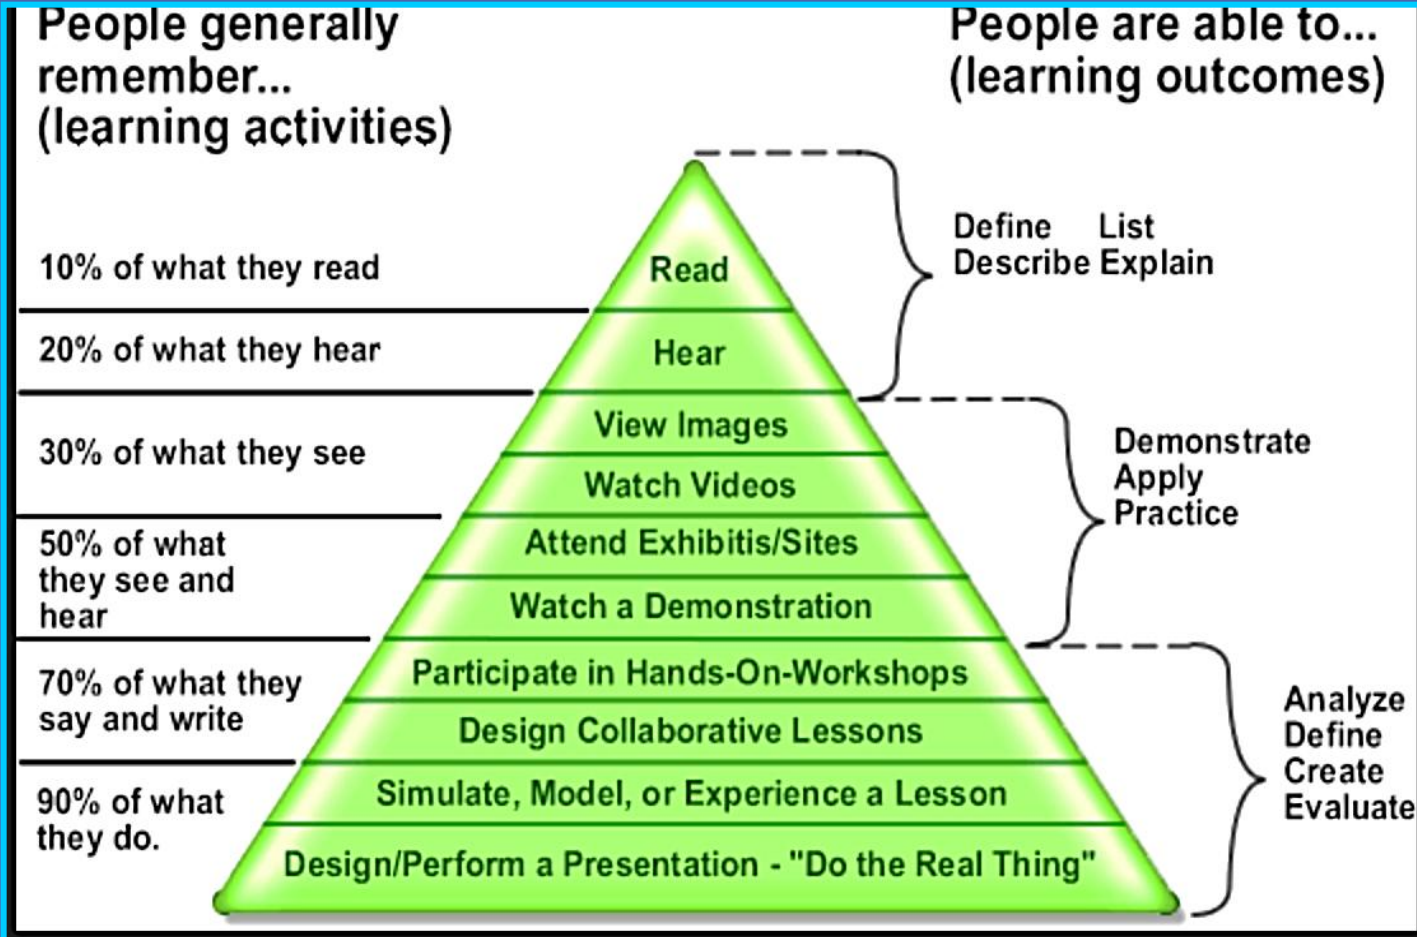 People generally
remember...
(learning activities)
People are able to...
(learning outcomes)
10% of what they read
20% of what they hear
30% of what they see
50% of what
they see and
hear
70% of what they
say and write
90% of what
they do.
Read
Hear
View Images
Watch Videos
Attend Exhibitis/Sites
Watch a Demonstration
Participate in Hands-On-Workshops
Design Collaborative Lessons
Simulate, Model, or Experience a Lesson
Design/Perform a Presentation - "Do the Real Thing"
Define List
Describe Explain
Demonstrate
Apply
Practice
Analyze
Define
Create
Evaluate